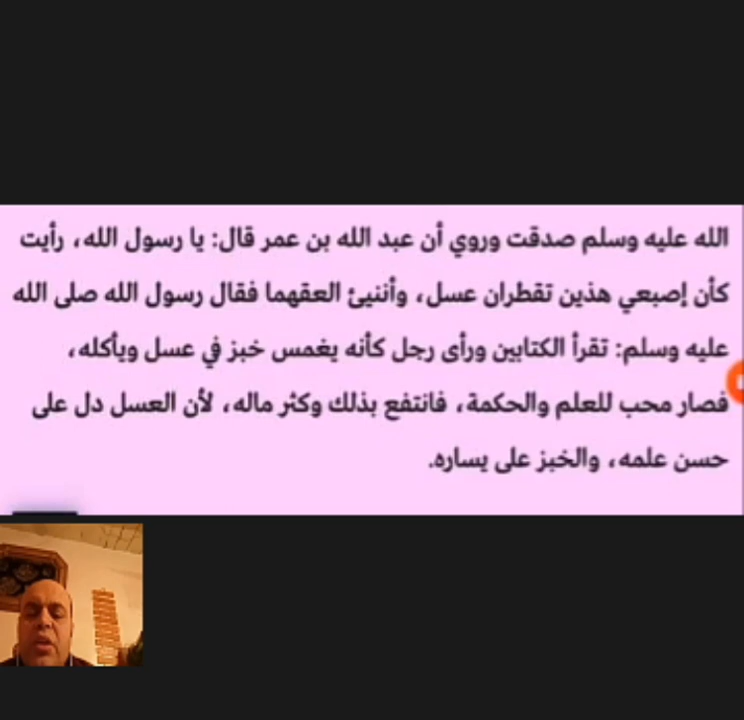 الله عليه وسلم صدقت وروي أن عبد الله بن عمر قال: يا رسول الله، رأيت
كأن إصبعي هذين تقطران عسل، وأننيئ العقهما فقال رسول الله صلى الله
عليه وسلم: تقرأ الكتابين ورأى رجل كأنه يغمس خبز في عسل ويأكله،
فصار محب للعلم والحكمة، فانتفع بذلك وكثر ماله، لأن العسل دل على
حسن علمه، والخبز على يساره.